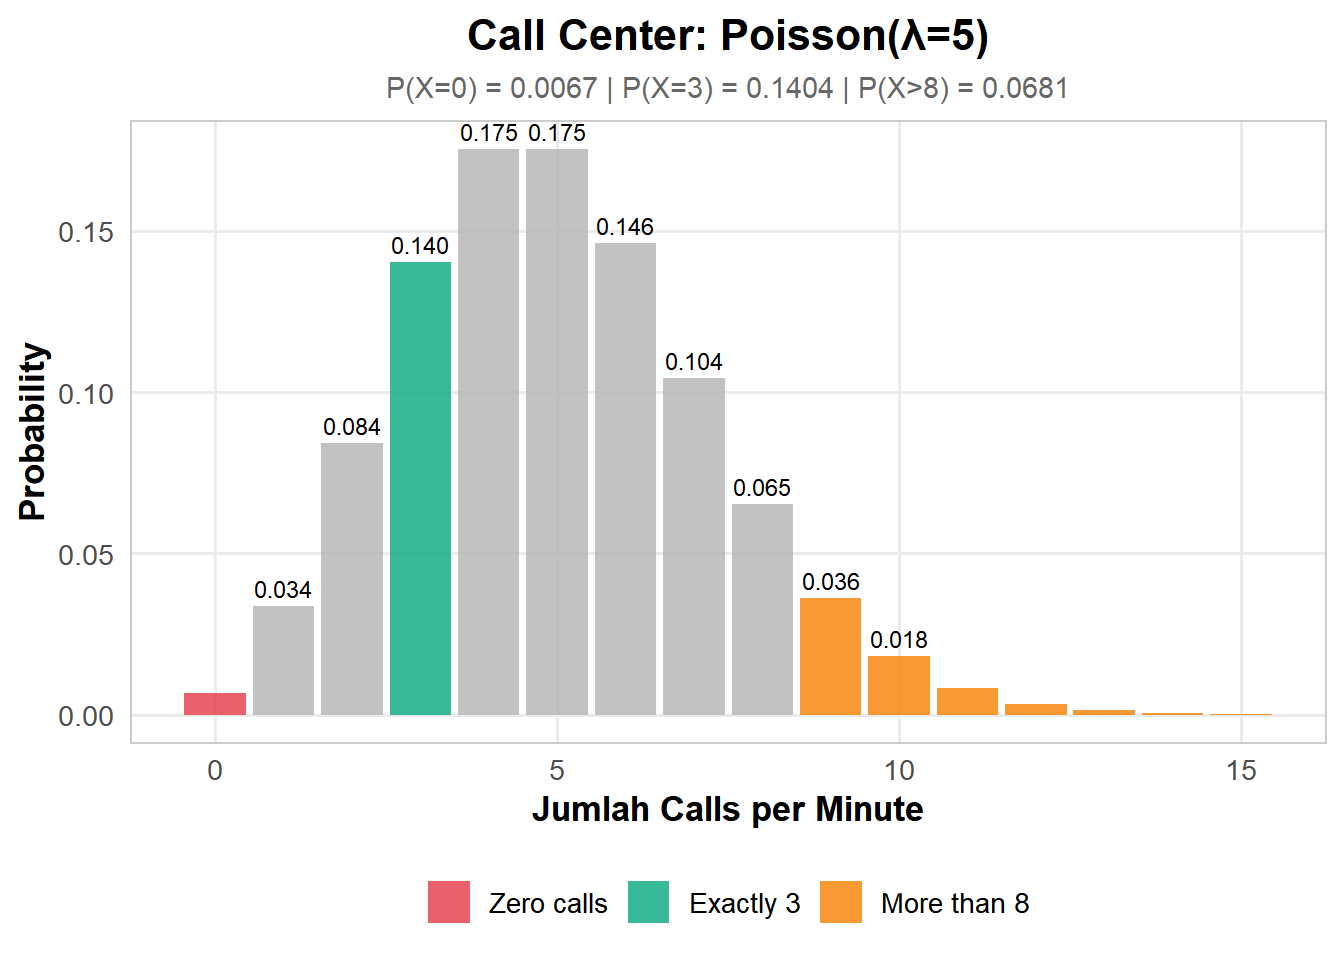 Call Center: Poisson(λ=5)
P(X=0) = 0.0067 | P(X=3) = 0.1404 | P(X>8) = 0.0681
Probability
0.15
0.10
0.05
0.00
0.034
0.084
0.140
0.175
0.175
0.146
0.104
0.065
0.036
0.018
0 5 10 15
Jumlah Calls per Minute
Zero calls Exactly 3 More than 8